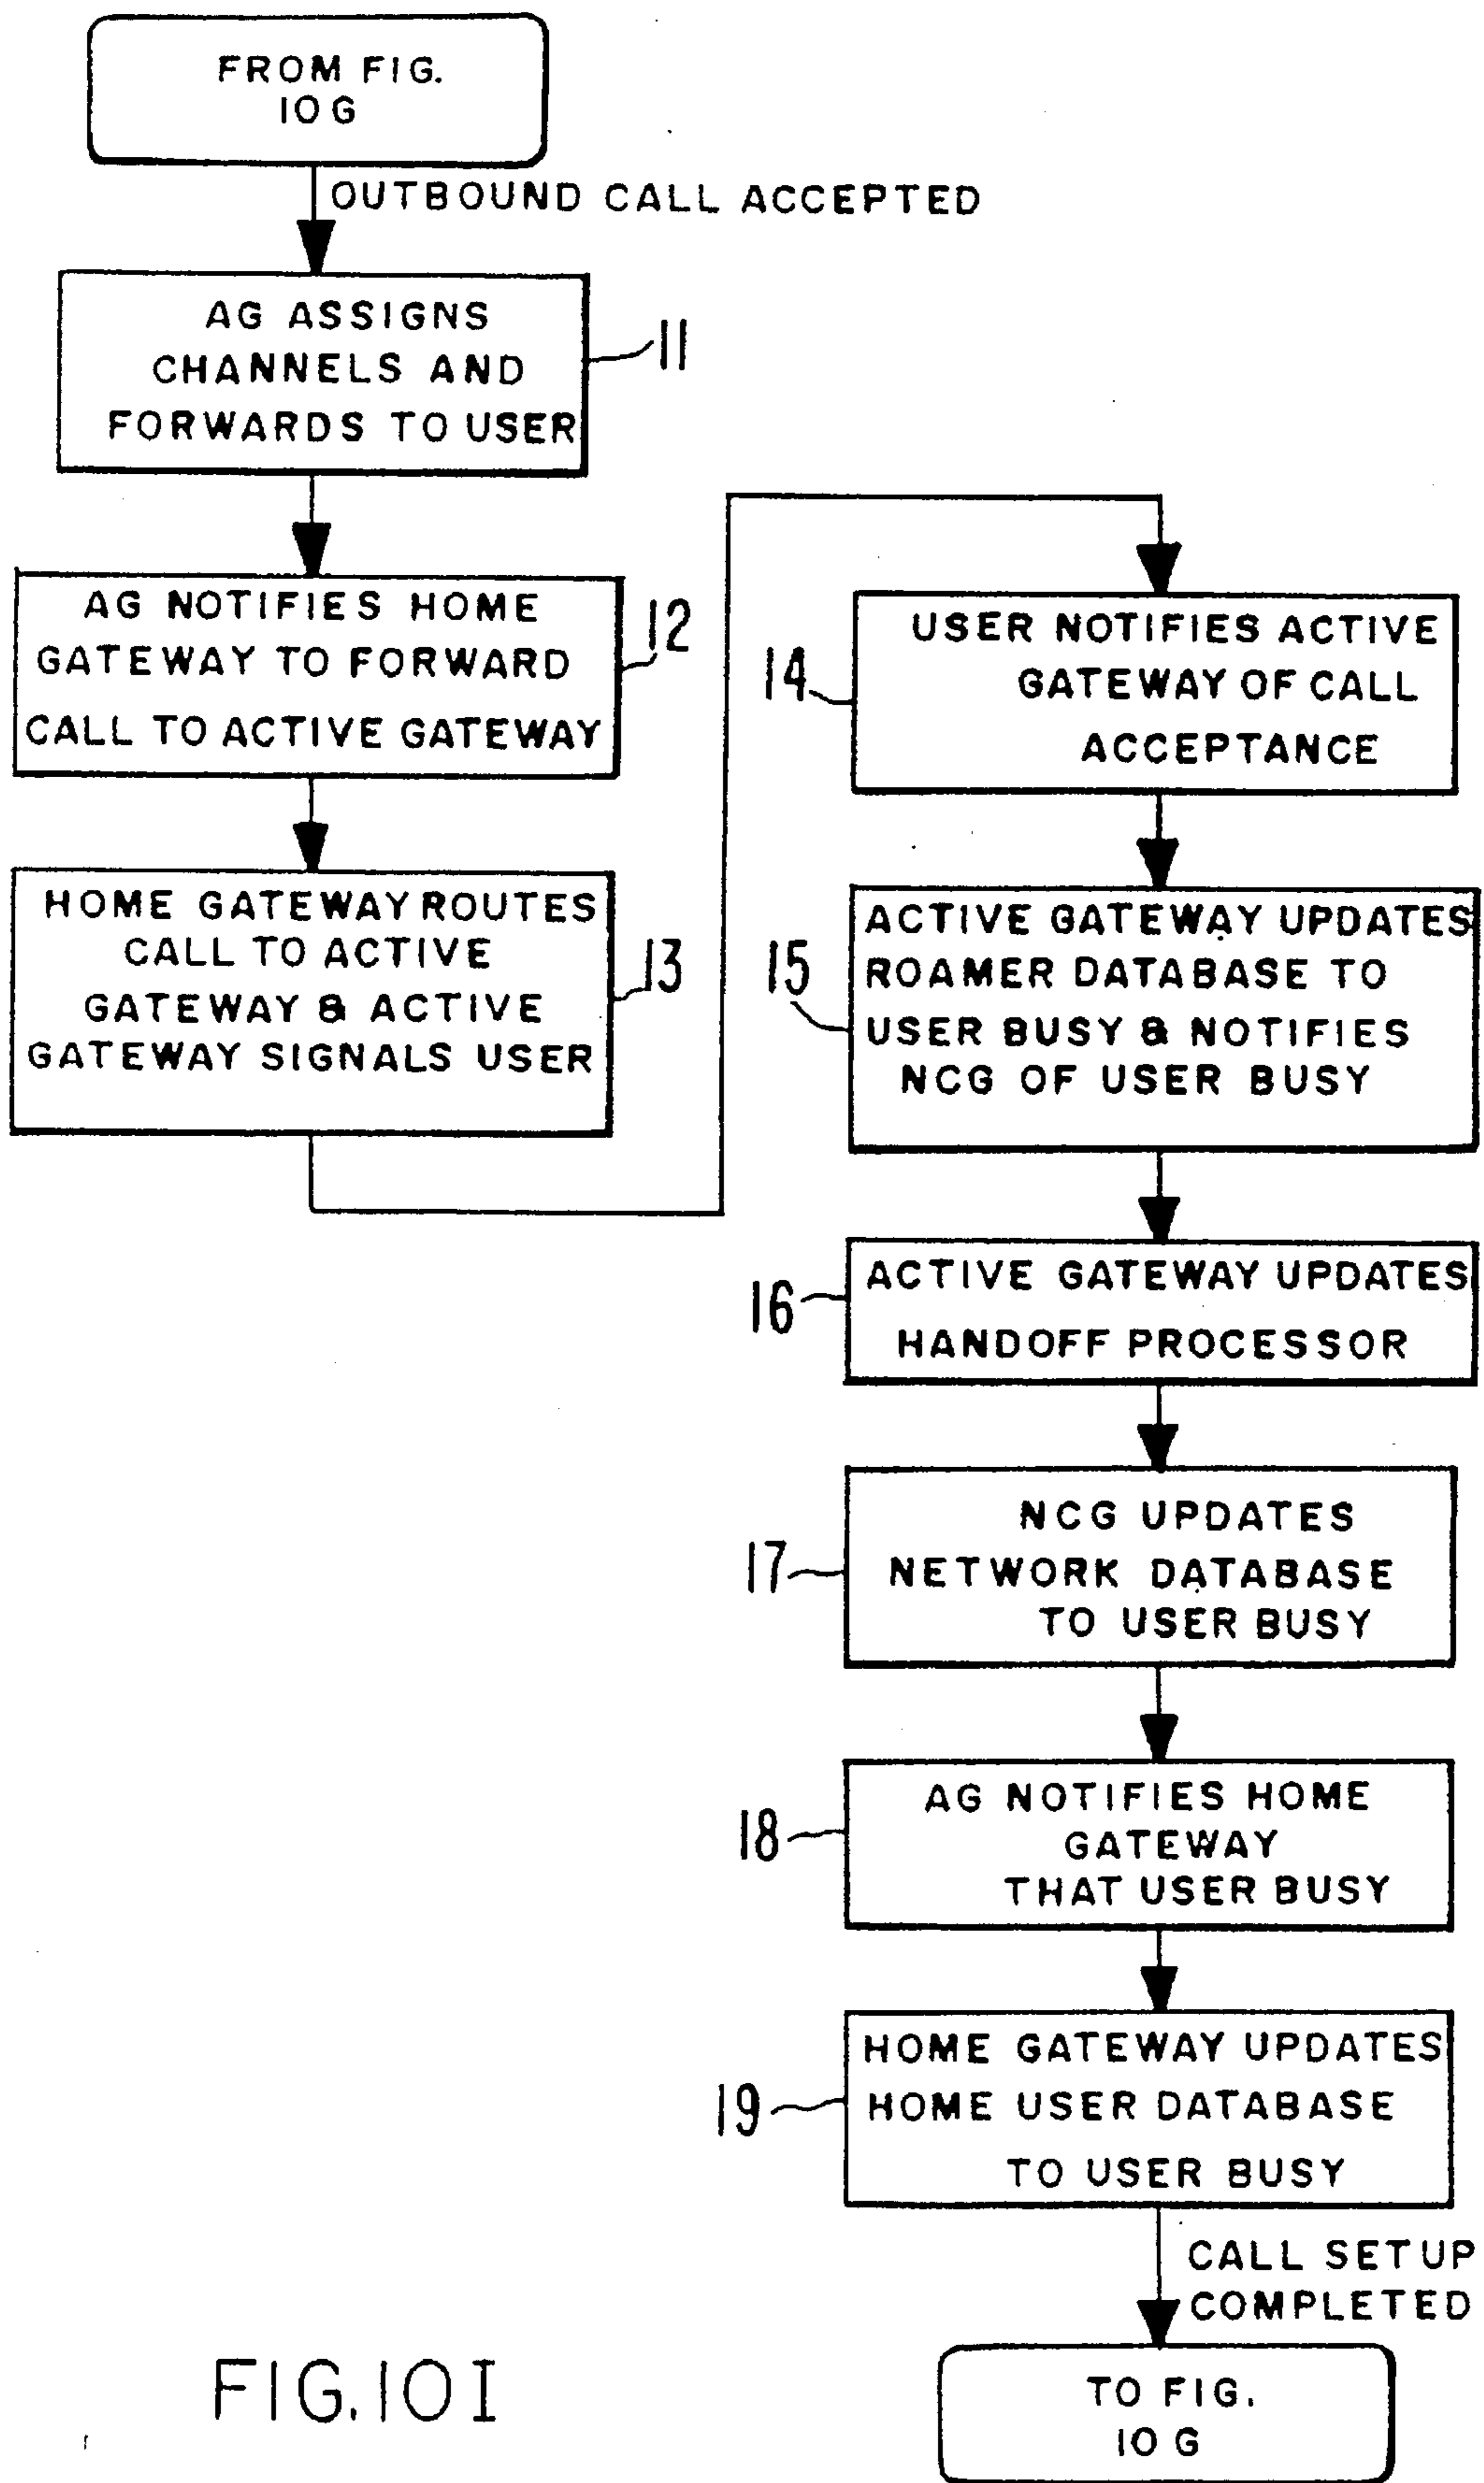 FROM FIG.
10 G
OUTBOUND CALL ACCEPTED
AG ASSIGNS
CHANNELS AND
FORWARDS TO USER
11
AG NOTIFIES HOME
GATEWAY TO FORWARD
CALL TO ACTIVE GATEWAY
12
HOME GATEWAY ROUTES
CALL TO ACTIVE
GATEWAY & ACTIVE
GATEWAY SIGNALS USER
13
USER NOTIFIES ACTIVE
GATEWAY OF CALL
ACCEPTANCE
14
ACTIVE GATEWAY UPDATES
ROAMER DATABASE TO
USER BUSY & NOTIFIES
NCG OF USER BUSY
15
ACTIVE GATEWAY UPDATES
HANDOFF PROCESSOR
16
NCG UPDATES
NETWORK DATABASE
TO USER BUSY
17
AG NOTIFIES HOME
GATEWAY
THAT USER BUSY
18
HOME GATEWAY UPDATES
HOME USER DATABASE
TO USER BUSY
19
CALL SETUP
COMPLETED
TO FIG.
10 G
FIG. 10 I